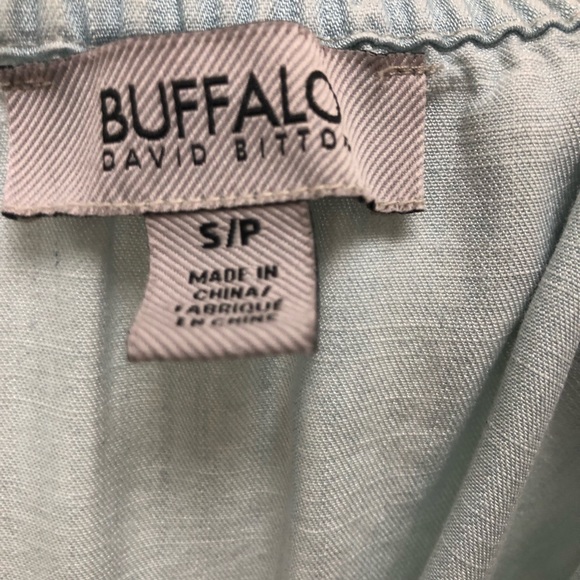 BUFFALO
DAVID BITTON
S/P
MADE IN
CHINA/
FABRIQUÉ
EN CHINE